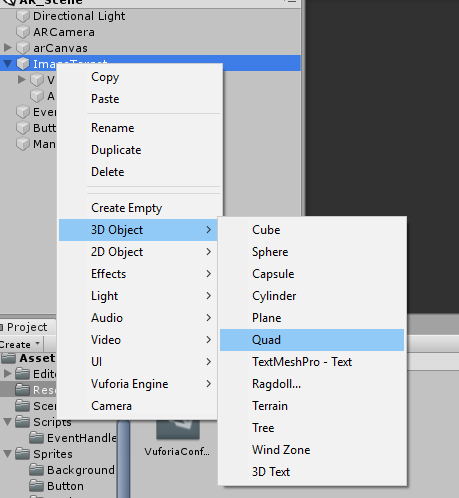 AR_Scene
Directional Light
ARCamera
arCanvas
ImageTarget
V
A
Even
Butt
Man
Copy
Paste
Rename
Duplicate
Delete
Create Empty
3D Object
2D Object
Effects
Light
Audio
Video
UI
Vuforia Engine
Camera
Cube
Sphere
Capsule
Cylinder
Plane
Quad
TextMeshPro - Text
Ragdoll...
Terrain
Tree
Wind Zone
3D Text
Project
Create
Asset
Edito
Reso
Scen
Scripts
EventHandle
Sprites
Background
Button
VuforiaConf...